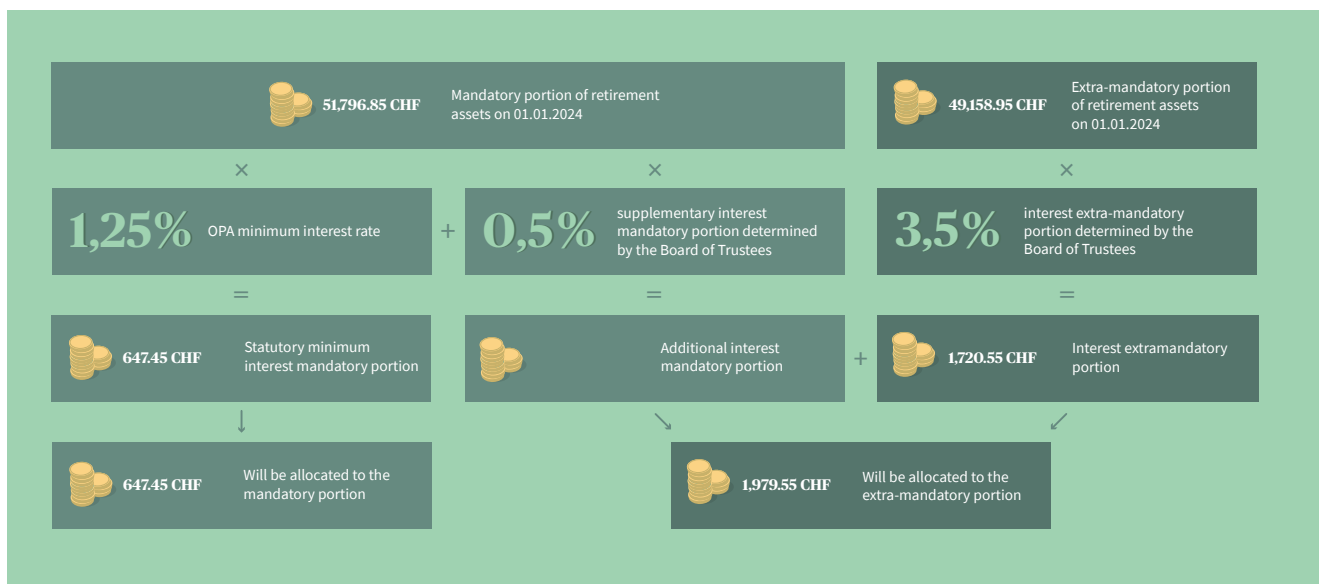 51,796.85 CHF
Mandatory portion of retirement
assets on 01.01.2024
49,158.95 CHF
Extra-mandatory portion
of retirement assets
on 01.01.2024
×
×
×
1,25%
OPA minimum interest rate
+
0,5%
supplementary interest
mandatory portion determined
by the Board of Trustees
3,5%
interest extra-mandatory
portion determined by the
Board of Trustees
=
=
=
647.45 CHF
Statutory minimum
interest mandatory portion
Additional interest
mandatory portion
+
1,720.55 CHF
Interest extramandatory
portion
647.45 CHF
Will be allocated to the
mandatory portion
1,979.55 CHF
Will be allocated to the
extra-mandatory portion